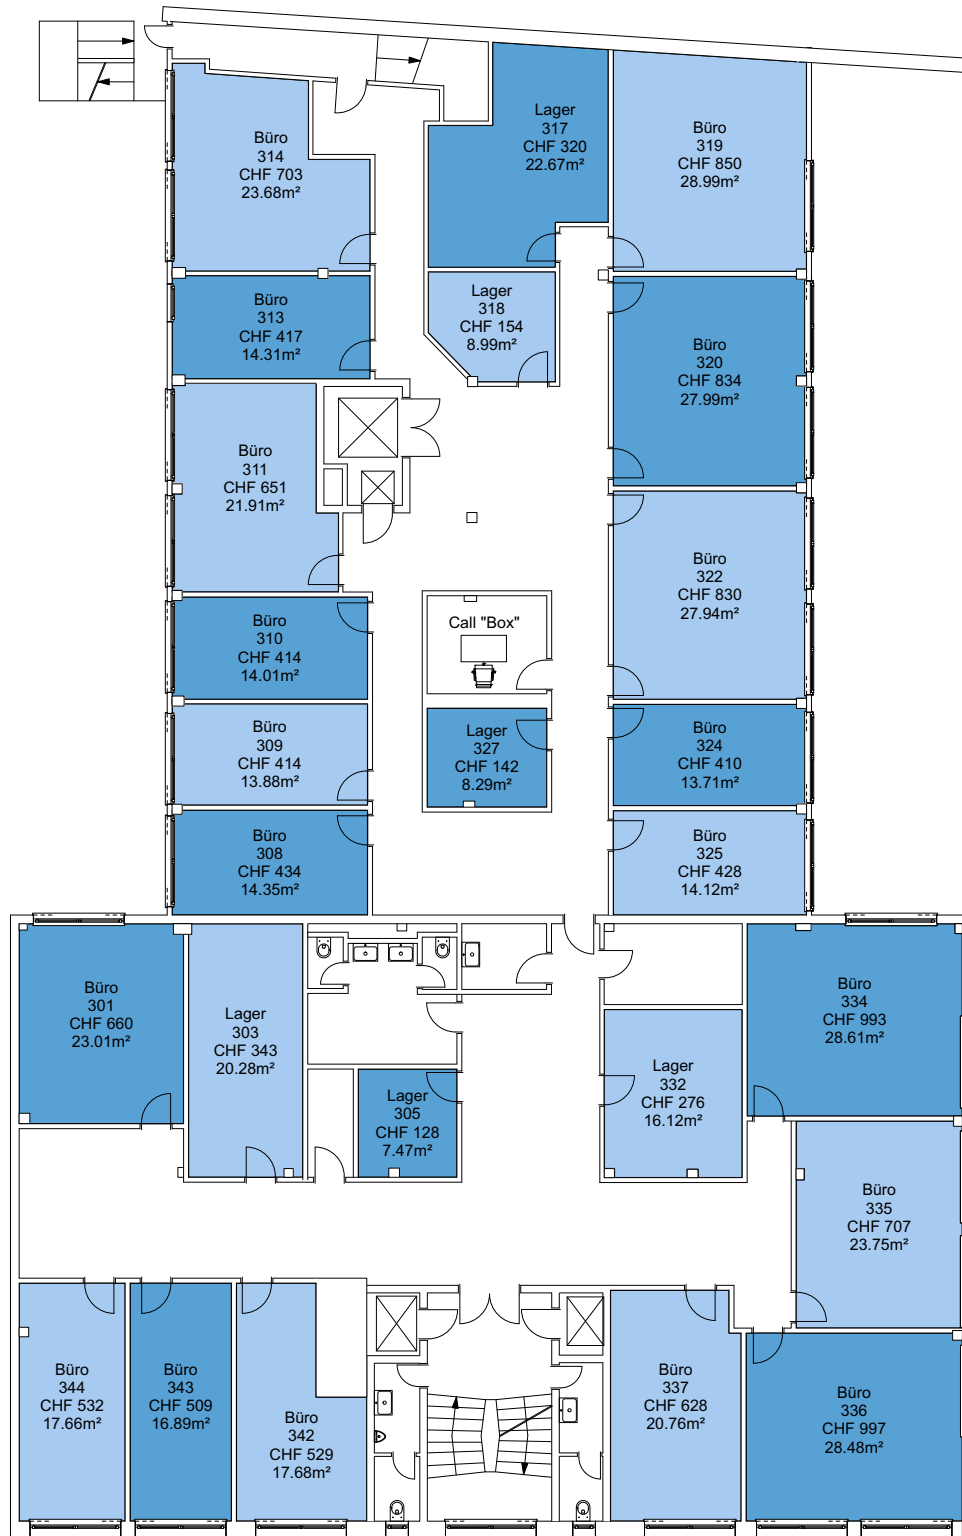 Büro
314
CHF 703
23.68m²
Lager
317
CHF 320
22.67m²
Büro
319
CHF 850
28.99m²
Büro
313
CHF 417
14.31m²
Lager
318
CHF 154
8.99m²
Büro
320
CHF 834
27.99m²
Büro
311
CHF 651
21.91m²
Büro
322
CHF 830
27.94m²
Büro
310
CHF 414
14.01m²
Call "Box"
Büro
309
CHF 414
13.88m²
Lager
327
CHF 142
8.29m²
Büro
324
CHF 410
13.71m²
Büro
308
CHF 434
14.35m²
Büro
325
CHF 428
14.12m²
Büro
301
CHF 660
23.01m²
Lager
303
CHF 343
20.28m²
Büro
334
CHF 993
28.61m²
Lager
305
CHF 128
7.47m²
Lager
332
CHF 276
16.12m²
Büro
335
CHF 707
23.75m²
Büro
344
CHF 532
17.66m²
Büro
343
CHF 509
16.89m²
Büro
342
CHF 529
17.68m²
Büro
337
CHF 628
20.76m²
Büro
336
CHF 997
28.48m²